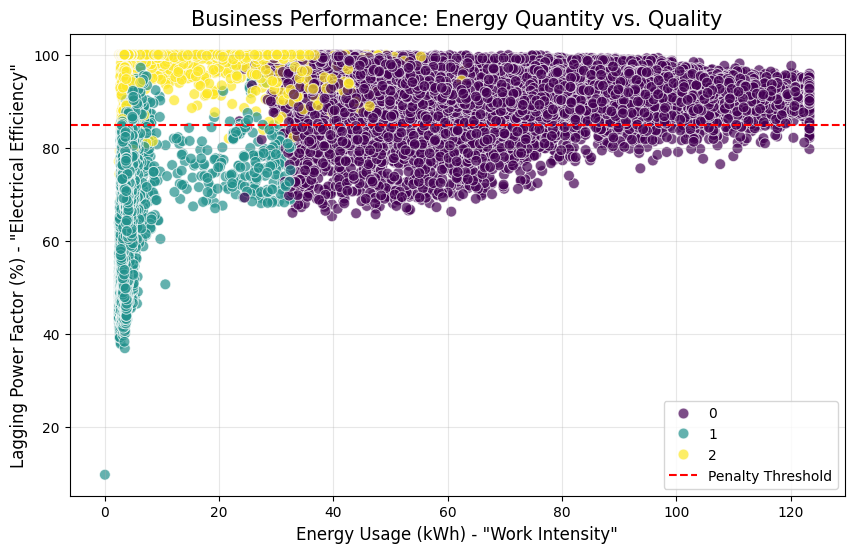 Business Performance: Energy Quantity vs. Quality
Lagging Power Factor (%) - "Electrical Efficiency"
100
80
60
40
20
0
1
2
Penalty Threshold
0 20 40 60 80 100 120
Energy Usage (kWh) - "Work Intensity"